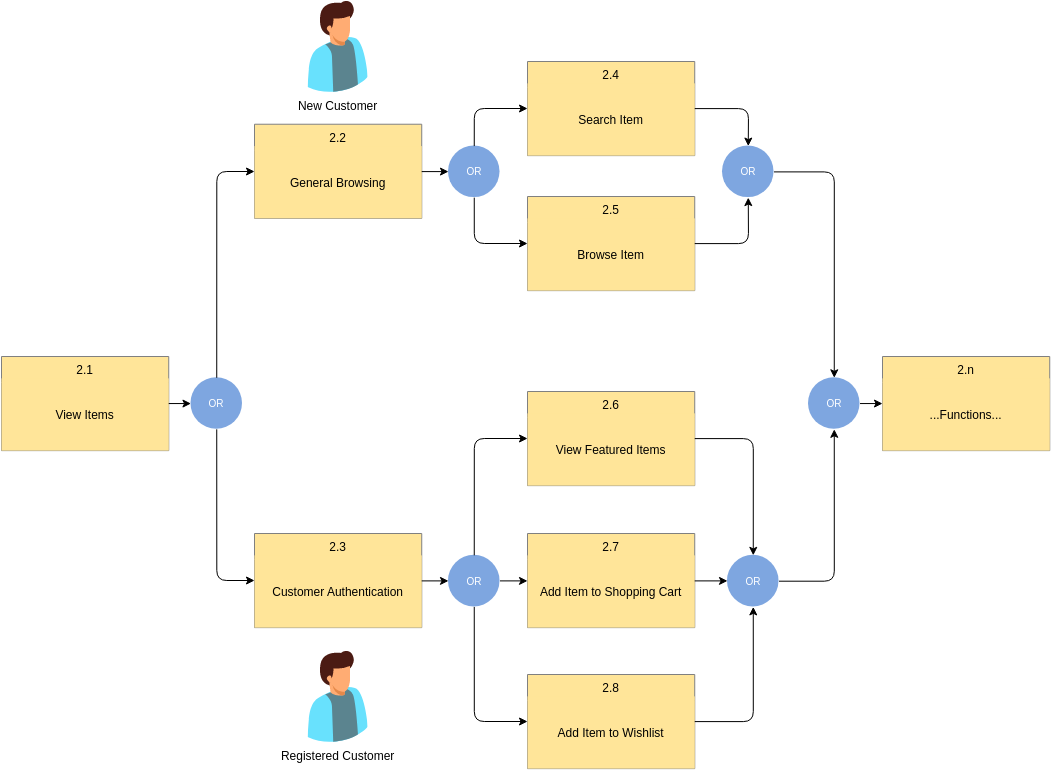 New Customer
2.2
General Browsing
OR
2.4
Search Item
2.5
Browse Item
OR
2.1
View Items
OR
2.3
Customer Authentication
Registered Customer
OR
2.6
View Featured Items
2.7
Add Item to Shopping Cart
2.8
Add Item to Wishlist
OR
OR
2.n
...Functions...